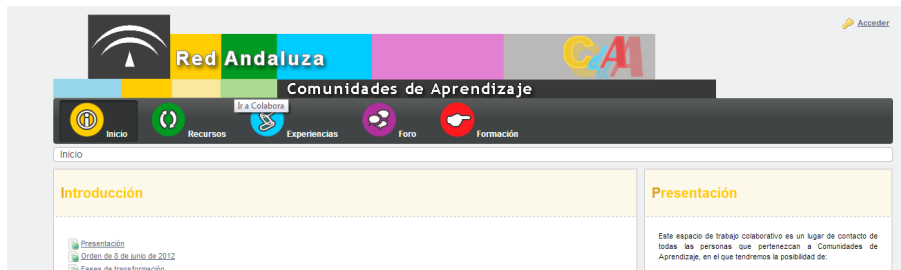 Acceder
Red Andaluza
CdA
Comunidades de Aprendizaje
Ir a Colabora
Inicio
Recursos
Experiencias
Foro
Formación
Inicio
Introducción
Presentación
Presentación
Orden de 8 de junio de 2012
Fases de transformación
Este espacio de trabajo colaborativo es un lugar de contacto de
todas las personas que pertenezcan a Comunidades de
Aprendizaje, en el que tendremos la posibilidad de: